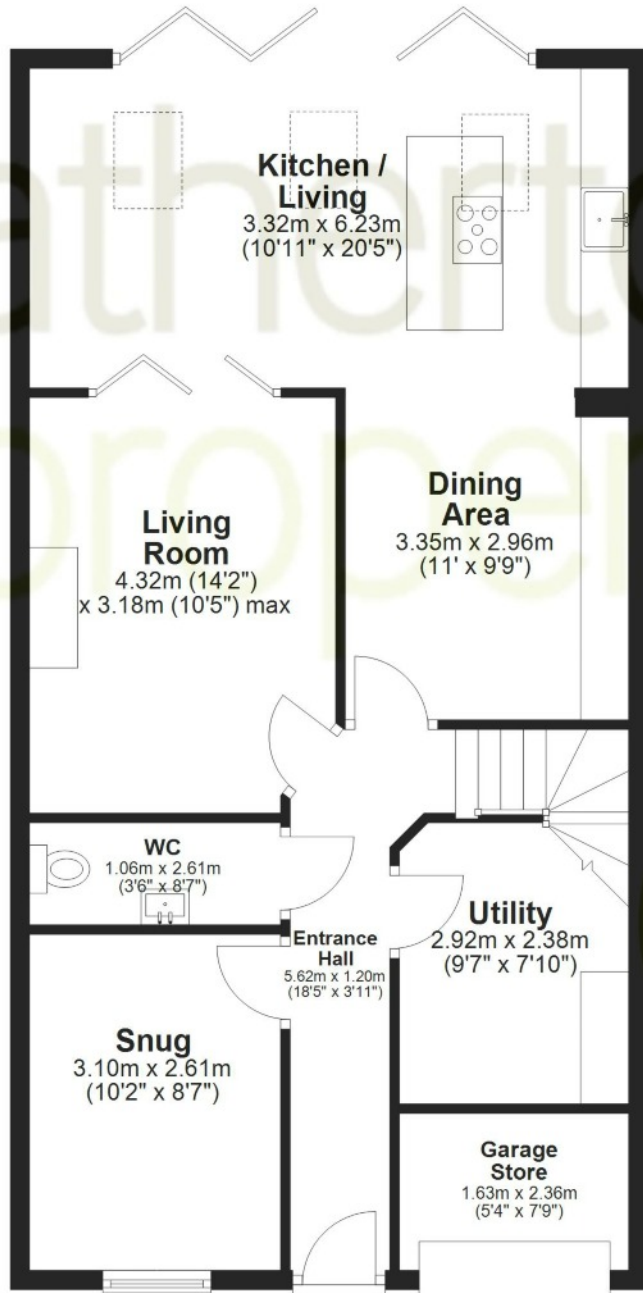 Kitchen /
Living
3.32m x 6.23m
(10'11" x 20'5")
Dining
Area
3.35m x 2.96m
(11' x 9'9")
Living
Room
4.32m (14'2")
x 3.18m (10'5") max
WC
1.06m x 2.61m
(3'6" x 8'7")
Utility
2.92m x 2.38m
(9'7" x 7'10")
Entrance
Hall
5.62m x 1.20m
(18'5" x 3'11")
Snug
3.10m x 2.61m
(10'2" x 8'7")
Garage
Store
1.63m x 2.36m
(5'4" x 7'9")